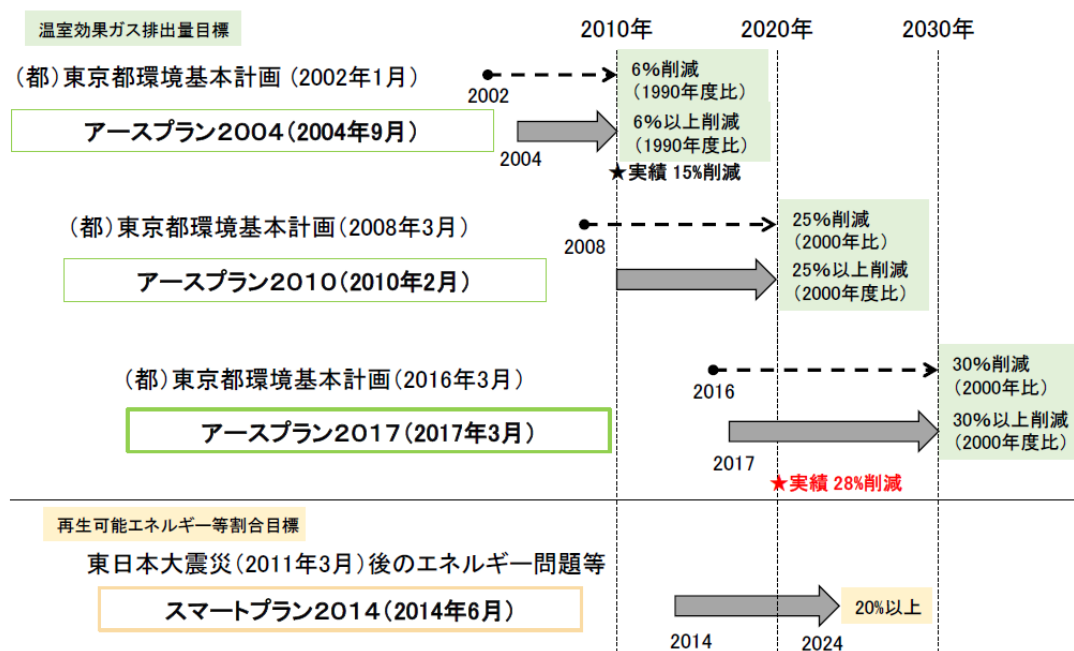 温室効果ガス排出量目標
2010年
2020年
2030年
(都)東京都環境基本計画(2002年1月)
2002
6%削減
(1990年度比)
アースプラン2004(2004年9月)
2004
6%以上削減
(1990年度比)
★実績 15%削減
(都)東京都環境基本計画(2008年3月)
2008
25%削減
(2000年比)
アースプラン2010(2010年2月)
25%以上削減
(2000年度比)
(都)東京都環境基本計画(2016年3月)
2016
30%削減
(2000年比)
アースプラン2017(2017年3月)
2017
30%以上削減
(2000年度比)
★実績 28%削減
再生可能エネルギー等割合目標
東日本大震災(2011年3月)後のエネルギー問題等
スマートプラン2014(2014年6月)
2014
2024
20%以上